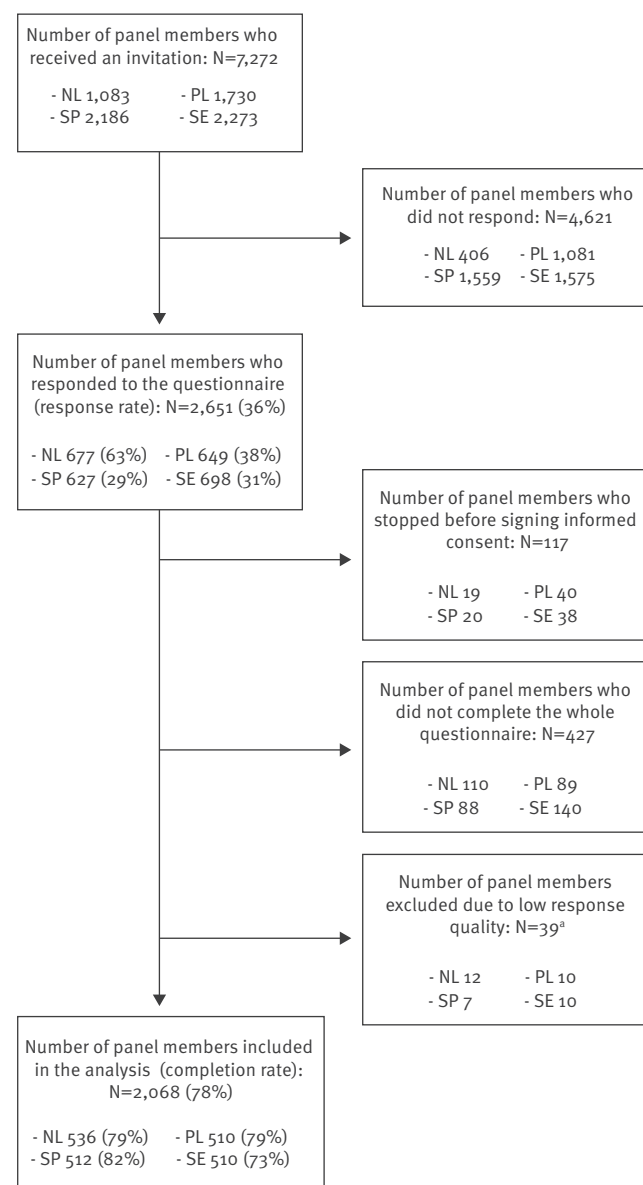 Number of panel members who
received an invitation: N=7,272
- NL 1,083 - PL 1,730
- SP 2,186 - SE 2,273
Number of panel members who
did not respond: N=4,621
- NL 406 - PL 1,081
- SP 1,559 - SE 1,575
Number of panel members who
responded to the questionnaire
(response rate): N=2,651 (36%)
- NL 677 (63%) - PL 649 (38%)
- SP 627 (29%) - SE 698 (31%)
Number of panel members who
stopped before signing informed
consent: N=117
- NL 19 - PL 40
- SP 20 - SE 38
Number of panel members who
did not complete the whole
questionnaire: N=427
- NL 110 - PL 89
- SP 88 - SE 140
Number of panel members
excluded due to low response
quality: N=39ᵃ
- NL 12 - PL 10
- SP 7 - SE 10
Number of panel members included
in the analysis (completion rate):
N=2,068 (78%)
- NL 536 (79%) - PL 510 (79%)
- SP 512 (82%) - SE 510 (73%)